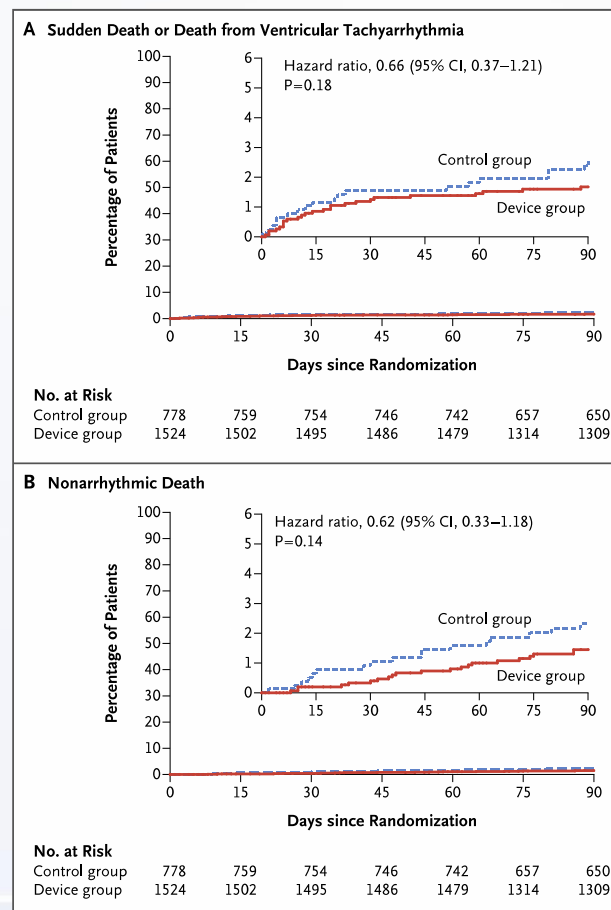 A Sudden Death or Death from Ventricular Tachyarrhythmia
Percentage of Patients
100
90
80
70
60
50
40
30
20
10
0
6
5
4
3
2
1
0
Hazard ratio, 0.66 (95% CI, 0.37–1.21)
P=0.18
Control group
Device group
0 15 30 45 60 75 90
0 15 30 45 60 75 90
Days since Randomization
No. at Risk
Control group 778 759 754 746 742 657 650
Device group 1524 1502 1495 1486 1479 1314 1309
B Nonarrhythmic Death
Percentage of Patients
100
90
80
70
60
50
40
30
20
10
0
6
5
4
3
2
1
0
Hazard ratio, 0.62 (95% CI, 0.33–1.18)
P=0.14
Control group
Device group
0 15 30 45 60 75 90
0 15 30 45 60 75 90
Days since Randomization
No. at Risk
Control group 778 759 754 746 742 657 650
Device group 1524 1502 1495 1486 1479 1314 1309